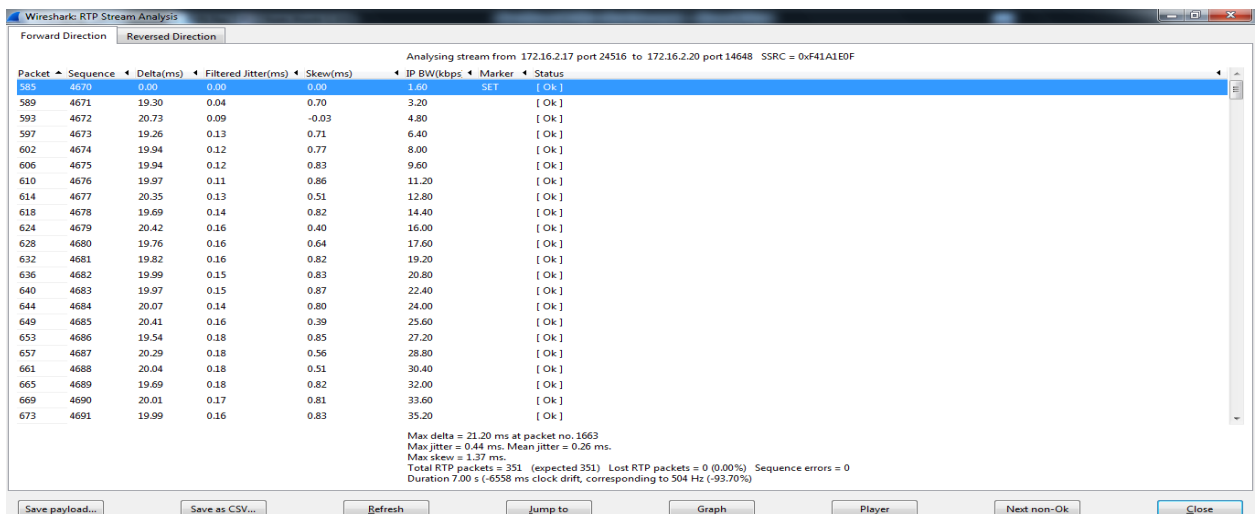 Wireshark: RTP Stream Analysis
Forward Direction Reversed Direction
Analysing stream from 172.16.2.17 port 24516 to 172.16.2.20 port 14648 SSRC = 0xF41A1E0F
Packet Sequence Delta(ms) Filtered Jitter(ms) Skew(ms) IP BW(kbps Marker Status
585 4670 0.00 0.00 0.00 1.60 SET [ Ok ]
589 4671 19.30 0.04 0.70 3.20 [ Ok ]
593 4672 20.73 0.09 -0.03 4.80 [ Ok ]
597 4673 19.26 0.13 0.71 6.40 [ Ok ]
602 4674 19.94 0.12 0.77 8.00 [ Ok ]
606 4675 19.94 0.12 0.83 9.60 [ Ok ]
610 4676 19.97 0.11 0.86 11.20 [ Ok ]
614 4677 20.35 0.13 0.51 12.80 [ Ok ]
618 4678 19.69 0.14 0.82 14.40 [ Ok ]
624 4679 20.42 0.16 0.40 16.00 [ Ok ]
628 4680 19.76 0.16 0.64 17.60 [ Ok ]
632 4681 19.82 0.16 0.82 19.20 [ Ok ]
636 4682 19.99 0.15 0.83 20.80 [ Ok ]
640 4683 19.97 0.15 0.87 22.40 [ Ok ]
644 4684 20.07 0.14 0.80 24.00 [ Ok ]
649 4685 20.41 0.16 0.39 25.60 [ Ok ]
653 4686 19.54 0.18 0.85 27.20 [ Ok ]
657 4687 20.29 0.18 0.56 28.80 [ Ok ]
661 4688 20.04 0.18 0.51 30.40 [ Ok ]
665 4689 19.69 0.18 0.82 32.00 [ Ok ]
669 4690 20.01 0.17 0.81 33.60 [ Ok ]
673 4691 19.99 0.16 0.83 35.20 [ Ok ]
Max delta = 21.20 ms at packet no. 1663
Max jitter = 0.44 ms. Mean jitter = 0.26 ms.
Max skew = 1.37 ms.
Total RTP packets = 351 (expected 351) Lost RTP packets = 0 (0.00%) Sequence errors = 0
Duration 7.00 s (-6558 ms clock drift, corresponding to 504 Hz (-93.70%)
Save payload... Save as CSV... Refresh Jump to Graph Player Next non-Ok Close